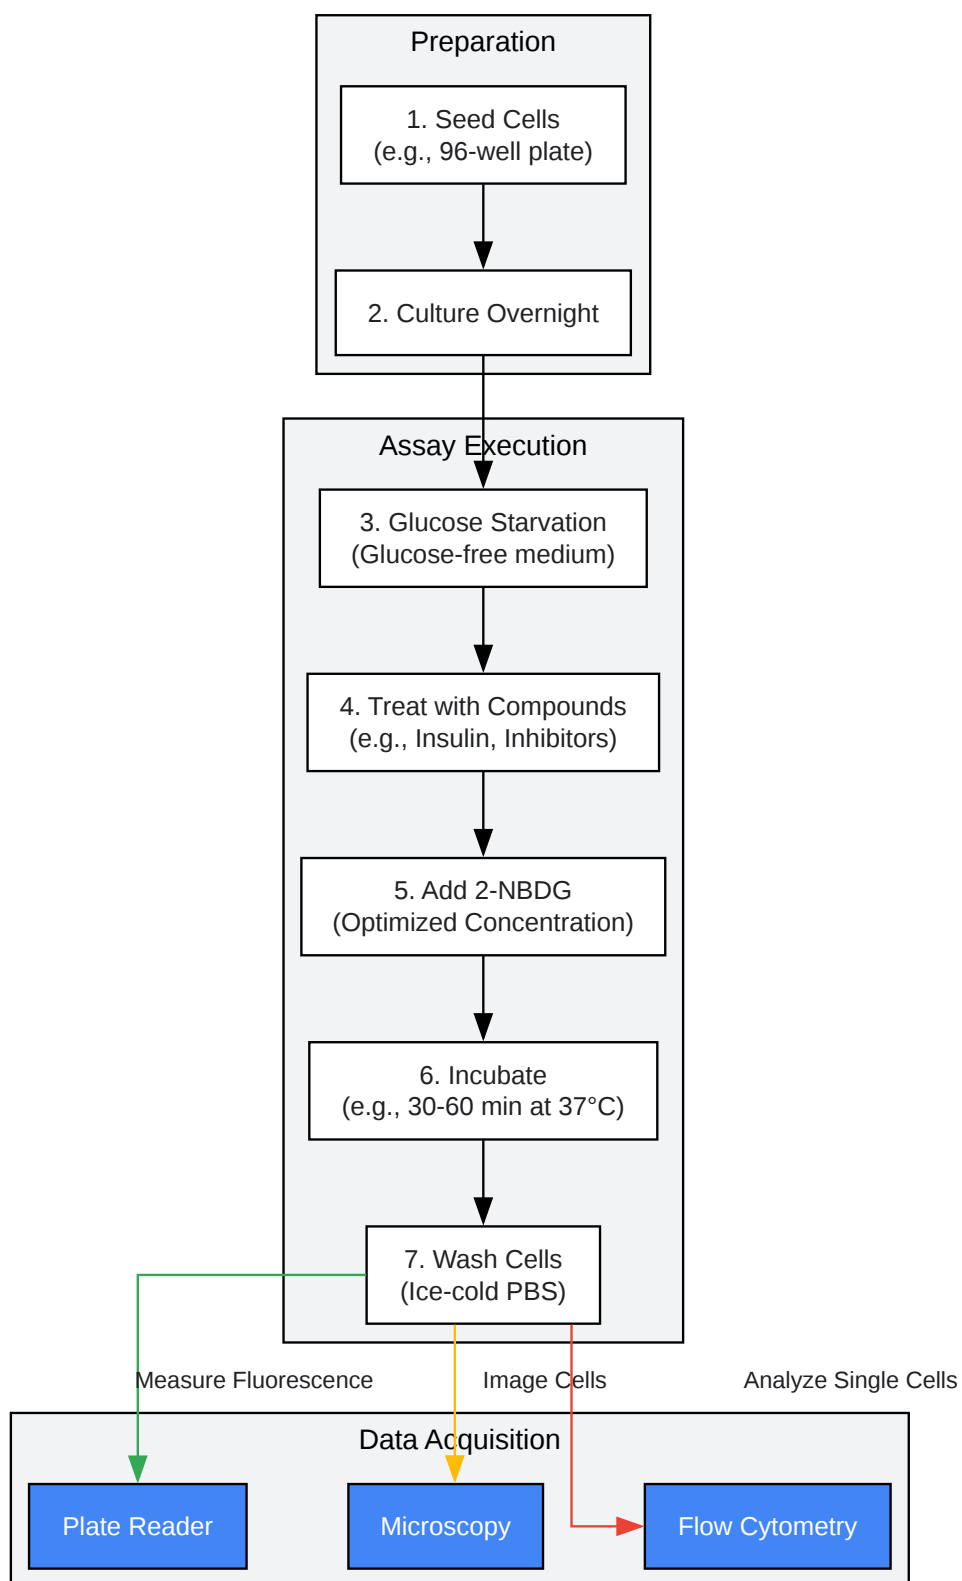 Preparation
1. Seed Cells
(e.g., 96-well plate)
2. Culture Overnight
Assay Execution
3. Glucose Starvation
(Glucose-free medium)
4. Treat with Compounds
(e.g., Insulin, Inhibitors)
5. Add 2-NBDG
(Optimized Concentration)
6. Incubate
(e.g., 30-60 min at 37°C)
7. Wash Cells
(Ice-cold PBS)
Measure Fluorescence
Image Cells
Analyze Single Cells
Data Acquisition
Plate Reader
Microscopy
Flow Cytometry